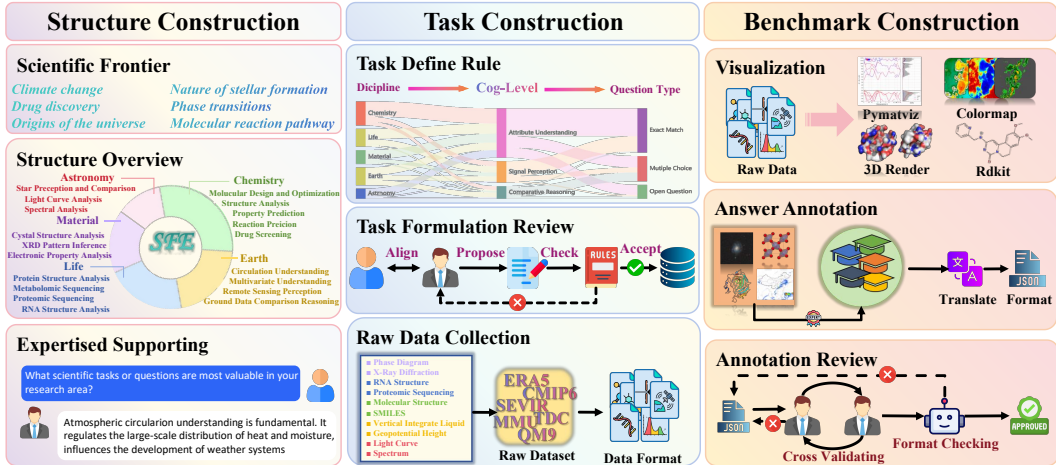 Structure Construction
Scientific Frontier
Climate change
Nature of stellar formation
Drug discovery
Phase transitions
Origins of the universe
Molecular reaction pathway
Structure Overview
Astronomy
Star Preception and Comparison
Light Curve Analysis
Spectral Analysis
Material
Cystal Structure Analysis
XRD Pattern Inference
Electronic Property Analysis
Life
Protein Structure Analysis
Metabolomic Sequencing
Proteomic Sequencing
RNA Structure Analysis
SFE
Chemistry
Molecular Design and Optimization
Structure Analysis
Property Prediction
Reaction Preicion
Drug Screening
Earth
Circulation Understanding
Multivariate Understanding
Remote Sensing Perception
Ground Data Comparison Reasoning
Expertised Supporting
What scientific tasks or questions are most valuable in your
research area?
Atmospheric circularion understanding is fundamental. It
regulates the large-scale distribution of heat and moisture,
influences the development of weather systems
Task Construction
Task Define Rule
Dicipline
Cog-Level
Question Type
Chemistry
Life
Material
Earth
Astronomy
Attribute Understanding
Signal Perception
Comparative Reasoning
Exact Match
Mutiple Choice
Open Question
Task Formulation Review
Align
Propose
Check
Accept
RULES
Raw Data Collection
Phase Diagram
X-Ray Diffraction
RNA Structure
Proteomic Sequencing
Molecular Structure
SMILES
Vertical Integrate Liquid
Geopotential Height
Light Curve
Spectrum
ERA5
CMIP6
SEVIR
MMU
TDC
QM9
Raw Dataset
Data Format
Benchmark Construction
Visualization
Raw Data
Pymatviz
Colormap
3D Render
Rdkit
Answer Annotation
Translate
Format
JSON
Annotation Review
JSON
Cross Validating
Format Checking
APPROVED